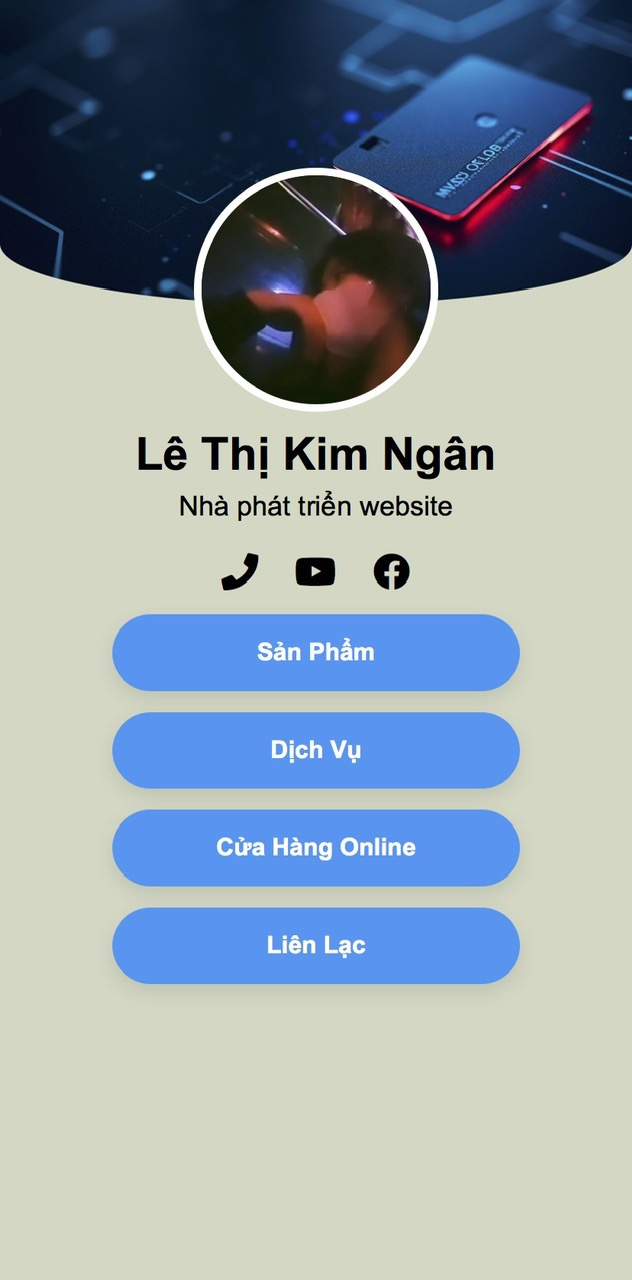 Lê Thị Kim Ngân
Nhà phát triển website
Sản Phẩm
Dịch Vụ
Cửa Hàng Online
Liên Lạc